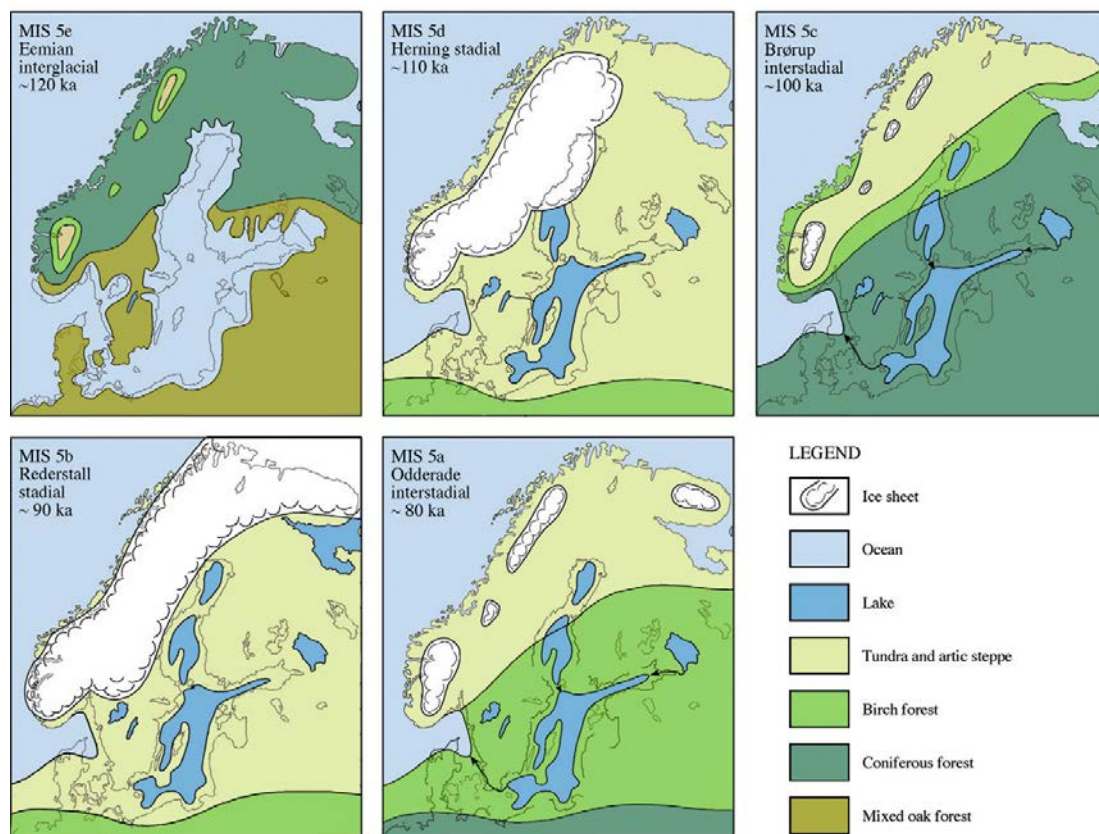 MIS 5e
Eemian
interglacial
~120 ka
MIS 5d
Herning stadial
~110 ka
MIS 5c
Brørup
interstadial
~100 ka
MIS 5b
Rederstall
stadial
~ 90 ka
MIS 5a
Odderade
interstadial
~ 80 ka
LEGEND
Ice sheet
Ocean
Lake
Tundra and artic steppe
Birch forest
Coniferous forest
Mixed oak forest